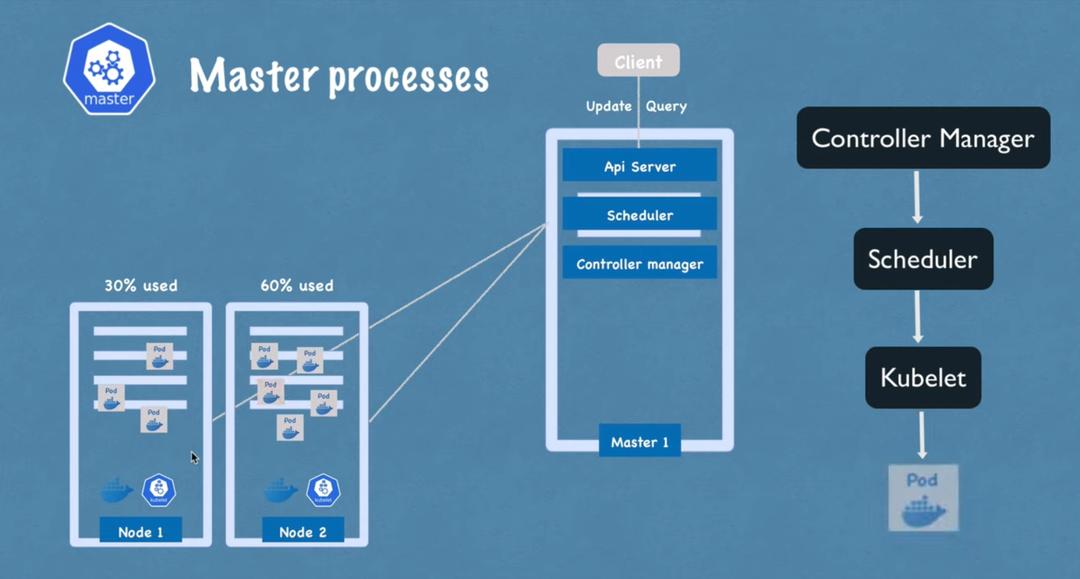 master
Master processes
Client
Update
Query
Api Server
Scheduler
Controller manager
Master 1
30% used
Pod
Pod
Pod
kubelet
Node 1
60% used
Pod
Pod
Pod
Pod
Pod
kubelet
Node 2
Controller Manager
Scheduler
Kubelet
Pod